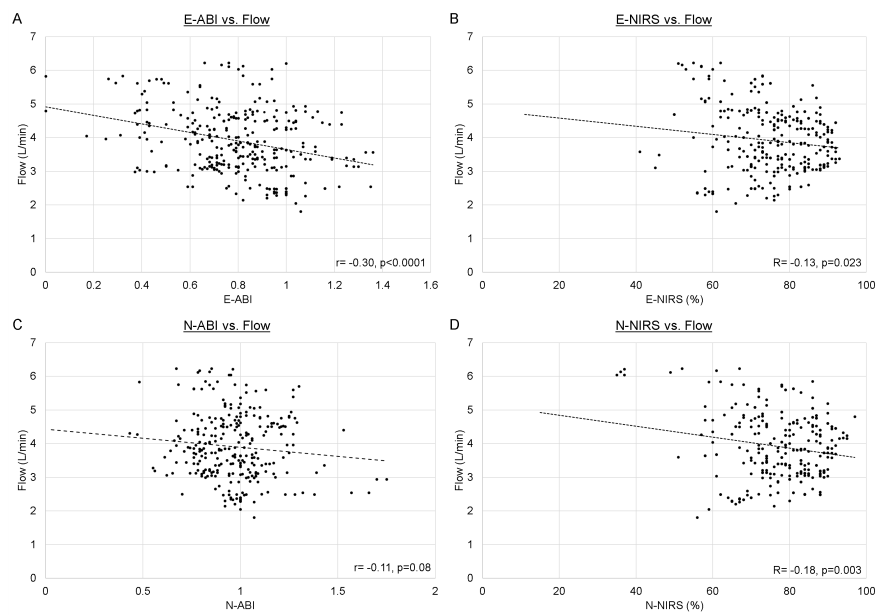 A
E-ABI vs. Flow
7
6
5
4
3
2
1
0
Flow (L/min)
0
0.2
0.4
0.6
0.8
1
1.2
1.4
1.6
E-ABI
r= -0.30, p<0.0001
B
E-NIRS vs. Flow
7
6
5
4
3
2
1
0
Flow (L/min)
0
20
40
60
80
100
E-NIRS (%)
R= -0.13, p=0.023
C
N-ABI vs. Flow
7
6
5
4
3
2
1
0
Flow (L/min)
0
0.5
1
1.5
2
N-ABI
r= -0.11, p=0.08
D
N-NIRS vs. Flow
7
6
5
4
3
2
1
0
Flow (L/min)
0
20
40
60
80
100
N-NIRS (%)
R= -0.18, p=0.003